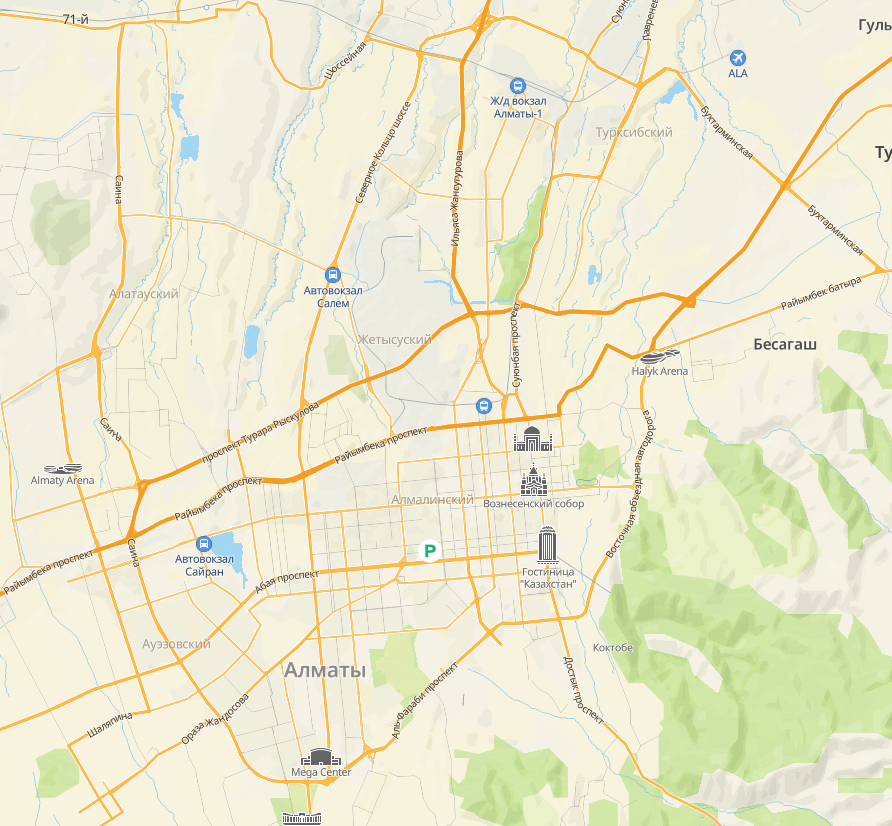 71-й
Шоссейная
Гуль
ALA
Ж/д вокзал
Алматы-1
Турксибский
Бухтарминская
Ту
Северное Кольцо шоссе
Ильяса Жансугурова
Саина
Бухтарминская
Автовокзал
Салем
Алатауский
Райымбек батыра
Жетысуский
Суюнбая проспект
Бесагаш
Halyk Arena
проспект Турара Рыскулова
Саина
Райымбека проспект
Almaty Arena
Райымбека проспект
Алмалинский
Вознесенский собор
Восточная объездная автодорога
Саина
P
Автовокзал
Сайран
Абая проспект
Гостиница
"Казахстан"
Райымбека проспект
Ауэзовский
Коктобе
Алматы
Достык проспект
Аль-Фараби проспект
Шаляпина
Ораза Жандосова
Mega Center